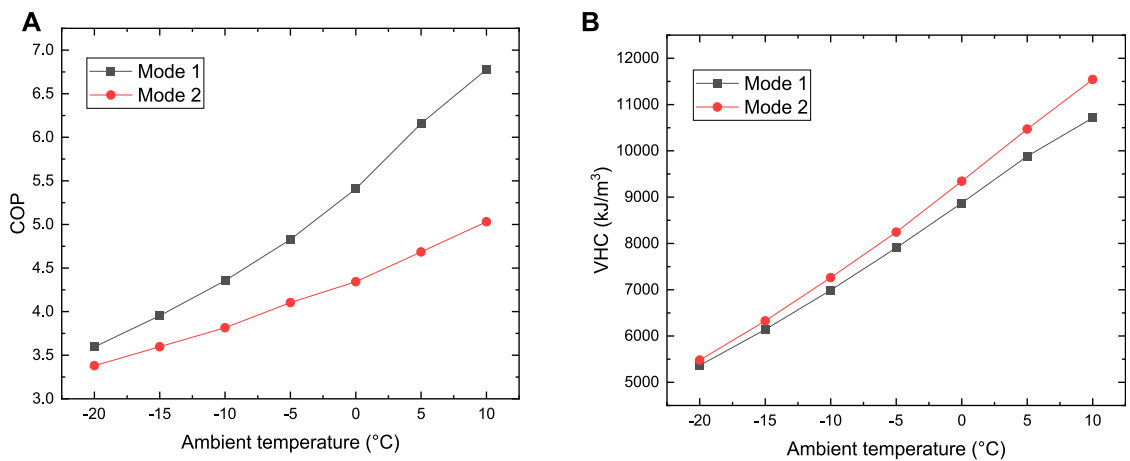 A
7.0
6.5
6.0
5.5
5.0
4.5
4.0
3.5
3.0
COP
Mode 1
Mode 2
-20 -15 -10 -5 0 5 10
Ambient temperature (°C)
B
12000
11000
10000
9000
8000
7000
6000
5000
VHC (kJ/m³)
Mode 1
Mode 2
-20 -15 -10 -5 0 5 10
Ambient temperature (°C)